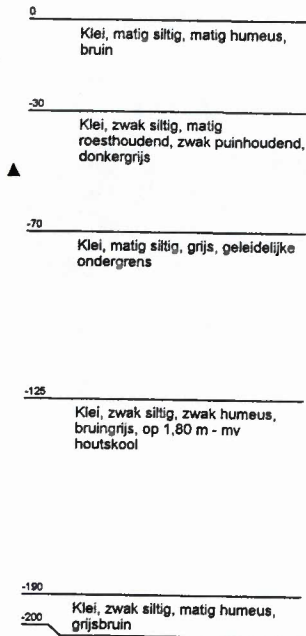 0
Klei, matig siltig, matig humeus,
bruin
-30
Klei, zwak siltig, matig
roesthoudend, zwak puinhoudend,
donkergrijs
-70
Klei, matig siltig, grijs, geleidelijke
ondergrens
-125
Klei, zwak siltig, zwak humeus,
bruingrijs, op 1,80 m - mv
houtskool
-190
Klei, zwak siltig, matig humeus,
-200
grijsbruin